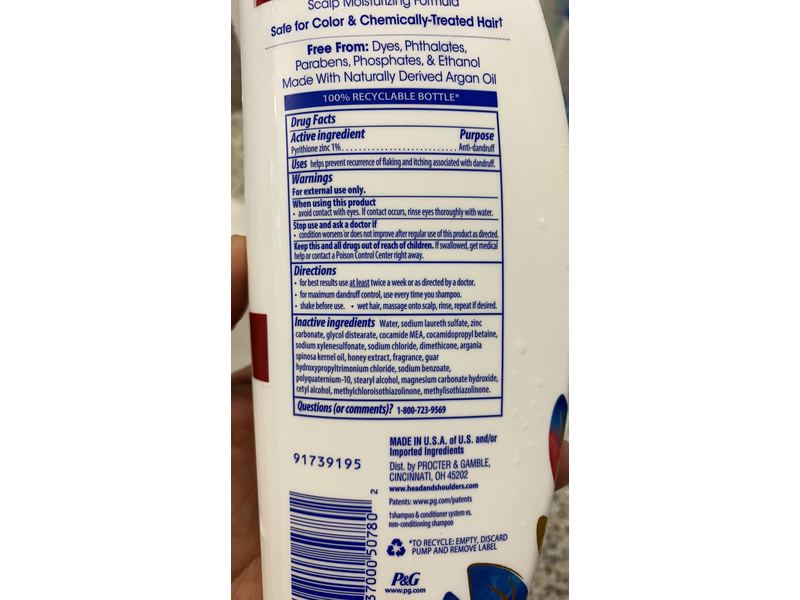 Scalp Moisturizing Formula
Safe for Color & Chemically-Treated Hair†
Free From: Dyes, Phthalates,
Parabens, Phosphates, & Ethanol
Made With Naturally Derived Argan Oil
100% RECYCLABLE BOTTLE*
Drug Facts
Active ingredient Purpose
Pyrithione zinc 1%........................... Anti-dandruff
Uses helps prevent recurrence of flaking and itching associated with dandruff.
Warnings
For external use only.
When using this product
• avoid contact with eyes. If contact occurs, rinse eyes thoroughly with water.
Stop use and ask a doctor if
• condition worsens or does not improve after regular use of this product as directed.
Keep this and all drugs out of reach of children. If swallowed, get medical
help or contact a Poison Control Center right away.
Directions
• for best results use at least twice a week or as directed by a doctor.
• for maximum dandruff control, use every time you shampoo.
• shake before use. • wet hair, massage onto scalp, rinse, repeat if desired.
Inactive ingredients Water, sodium laureth sulfate, zinc
carbonate, glycol distearate, cocamide MEA, cocamidopropyl betaine,
sodium xylenesulfonate, sodium chloride, dimethicone, argania
spinosa kernel oil, honey extract, fragrance, guar
hydroxypropyltrimonium chloride, sodium benzoate,
polyquaternium-10, stearyl alcohol, magnesium carbonate hydroxide,
cetyl alcohol, methylchloroisothiazolinone, methylisothiazolinone.
Questions (or comments)? 1-800-723-9569
91739195
MADE IN U.S.A. of U.S. and/or
Imported Ingredients
Dist. by PROCTER & GAMBLE,
CINCINNATI, OH 45202
www.headandshoulders.com
Patents: www.pg.com/patents
†shampoo & conditioner system vs.
non-conditioning shampoo
*TO RECYCLE: EMPTY, DISCARD
PUMP AND REMOVE LABEL
P&G
www.pg.com
37000 50780 2